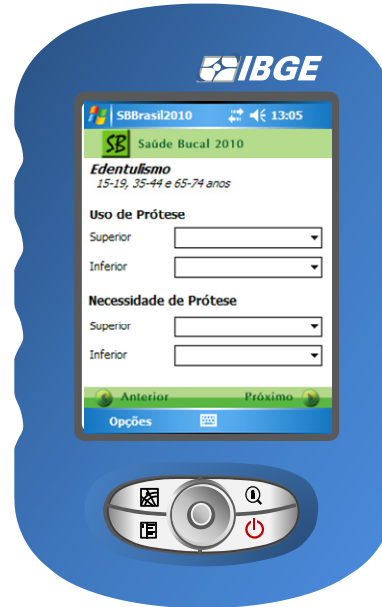 IBGE
SBBrasil2010 13:05
SB Saúde Bucal 2010
Edentulismo
15-19, 35-44 e 65-74 anos
Uso de Prótese
Superior
Inferior
Necessidade de Prótese
Superior
Inferior
Anterior Próximo
Opções